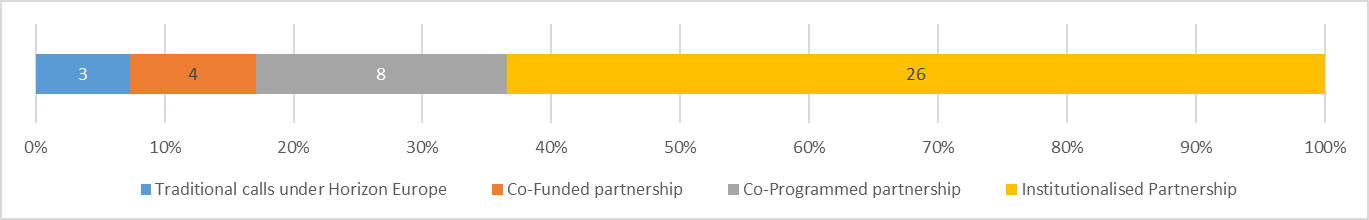 3 4 8 26
0% 10% 20% 30% 40% 50% 60% 70% 80% 90% 100%
Traditional calls under Horizon Europe Co-Funded partnership Co-Programmed partnership Institutionalised Partnership